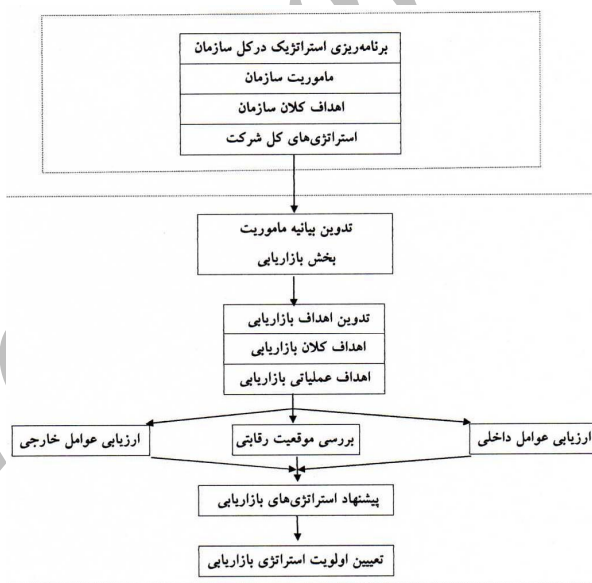 برنامه‌ریزی استراتژیک درکل سازمان
ماموریت سازمان
اهداف کلان سازمان
استراتژی‌های کل شرکت
تدوین بیانیه ماموریت
بخش بازاریابی
تدوین اهداف بازاریابی
اهداف کلان بازاریابی
اهداف عملیاتی بازاریابی
ارزیابی عوامل داخلی
بررسی موقعیت رقابتی
ارزیابی عوامل خارجی
پیشنهاد استراتژی‌های بازاریابی
تعییین اولویت استراتژی بازاریابی